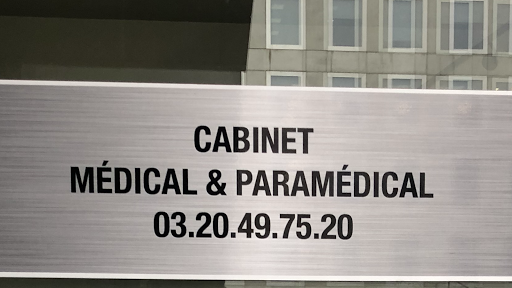 CABINET
MÉDICAL & PARAMÉDICAL
03.20.49.75.20